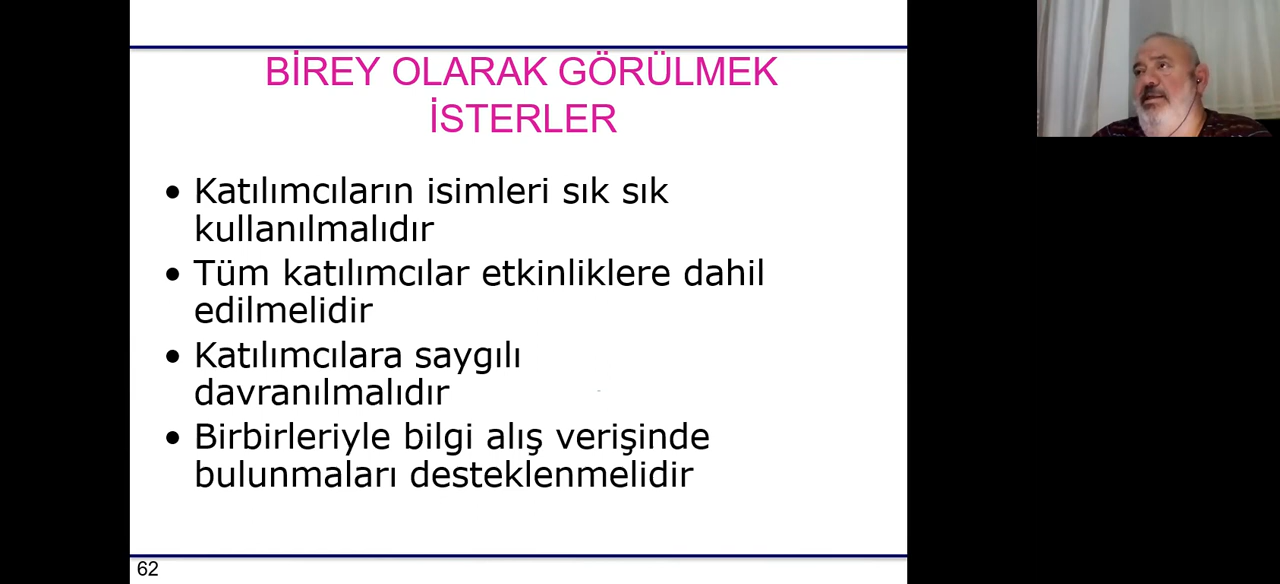 BİREY OLARAK GÖRÜLMEK
İSTERLER
• Katılımcıların isimleri sık sık
kullanılmalıdır
• Tüm katılımcılar etkinliklere dahil
edilmelidir
• Katılımcılara saygılı
davranılmalıdır
• Birbirleriyle bilgi alış verişinde
bulunmaları desteklenmelidir
62